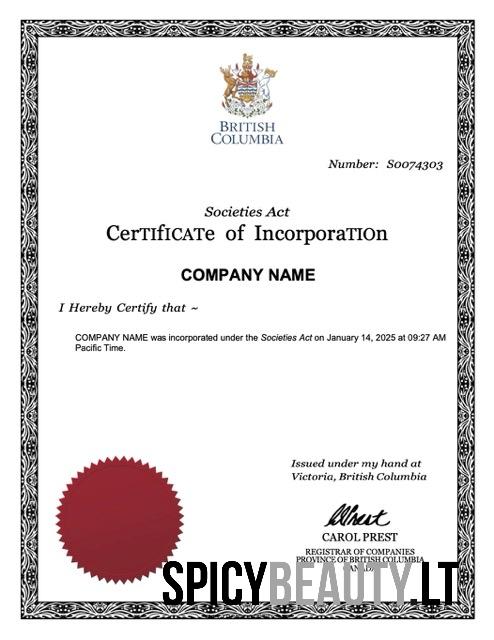 BRITISH
COLUMBIA
Number: S0074303
Societies Act
CerTIfICATe of IncorporaTIOn
COMPANY NAME
I Hereby Certify that ~
COMPANY NAME was incorporated under the Societies Act on January 14, 2025 at 09:27 AM
Pacific Time.
Issued under my hand at
Victoria, British Columbia
CAROL PREST
REGISTRAR OF COMPANIES
PROVINCE OF BRITISH COLUMBIA
CANADA
SPICYBEAUTY.LT